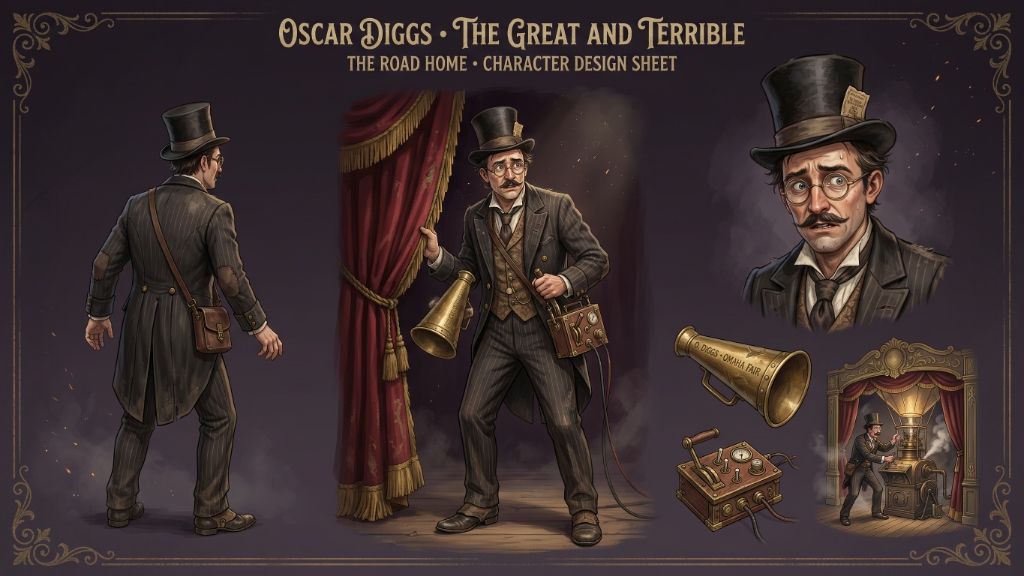 Oscar Diggs • The Great and Terrible
THE ROAD HOME • CHARACTER DESIGN SHEET
O. DIGGS • OMAHA FAIR